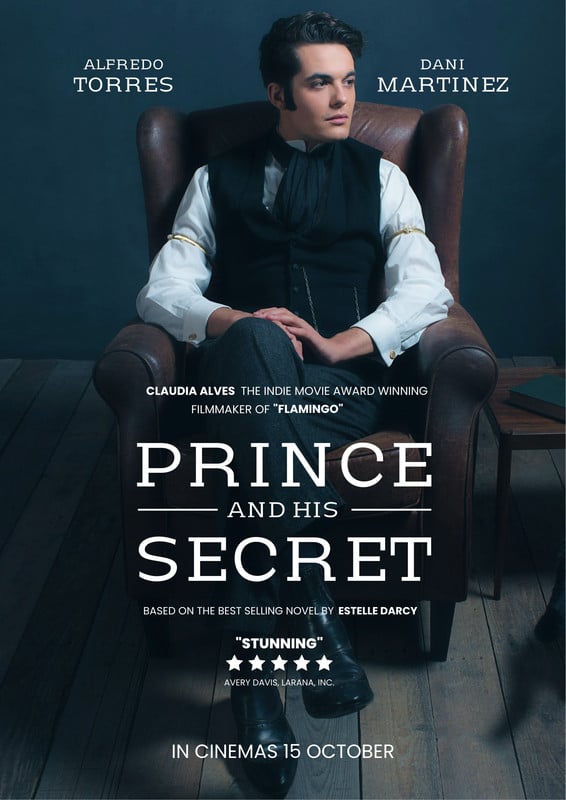 ALFREDO
TORRES
DANI
MARTINEZ
CLAUDIA ALVES THE INDIE MOVIE AWARD WINNING
FILMMAKER OF "FLAMINGO"
PRINCE
AND HIS
SECRET
BASED ON THE BEST SELLING NOVEL BY ESTELLE DARCY
"STUNNING"
AVERY DAVIS, LARANA, INC.
IN CINEMAS 15 OCTOBER